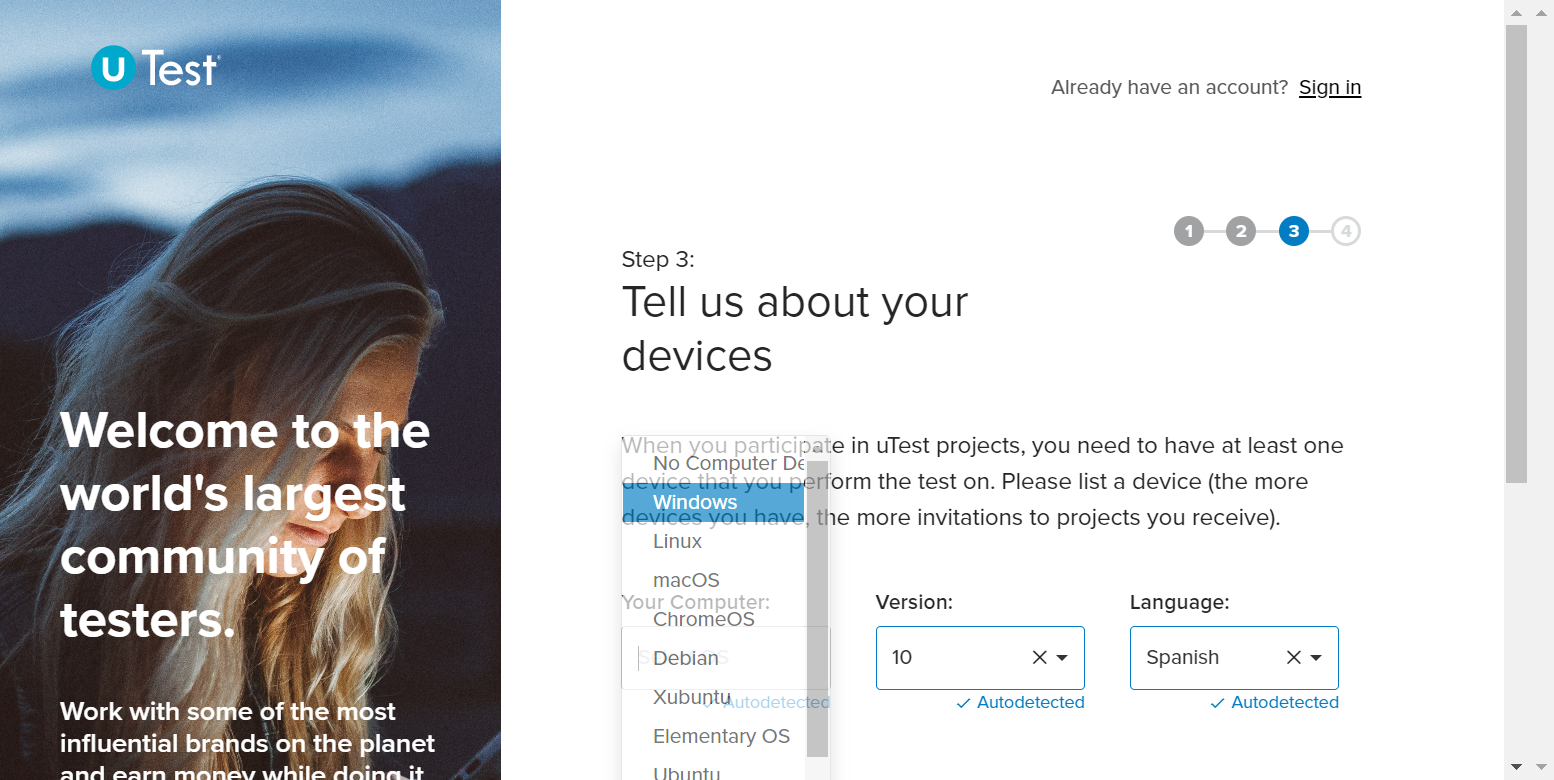 uTest
Already have an account? Sign in
1 2 3 4
Step 3:
Tell us about your
devices
Welcome to the
world's largest
community of
testers.
Work with some of the most
influential brands on the planet
and earn money while doing it
When you participate in uTest projects, you need to have at least one
device that you perform the test on. Please list a device (the more
devices you have, the more invitations to projects you receive).
No Computer De
Windows
Linux
macOS
ChromeOS
Debian
Xubuntu
Elementary OS
Ubuntu
Your Computer:
Autodetected
Version:
10
Autodetected
Language:
Spanish
Autodetected